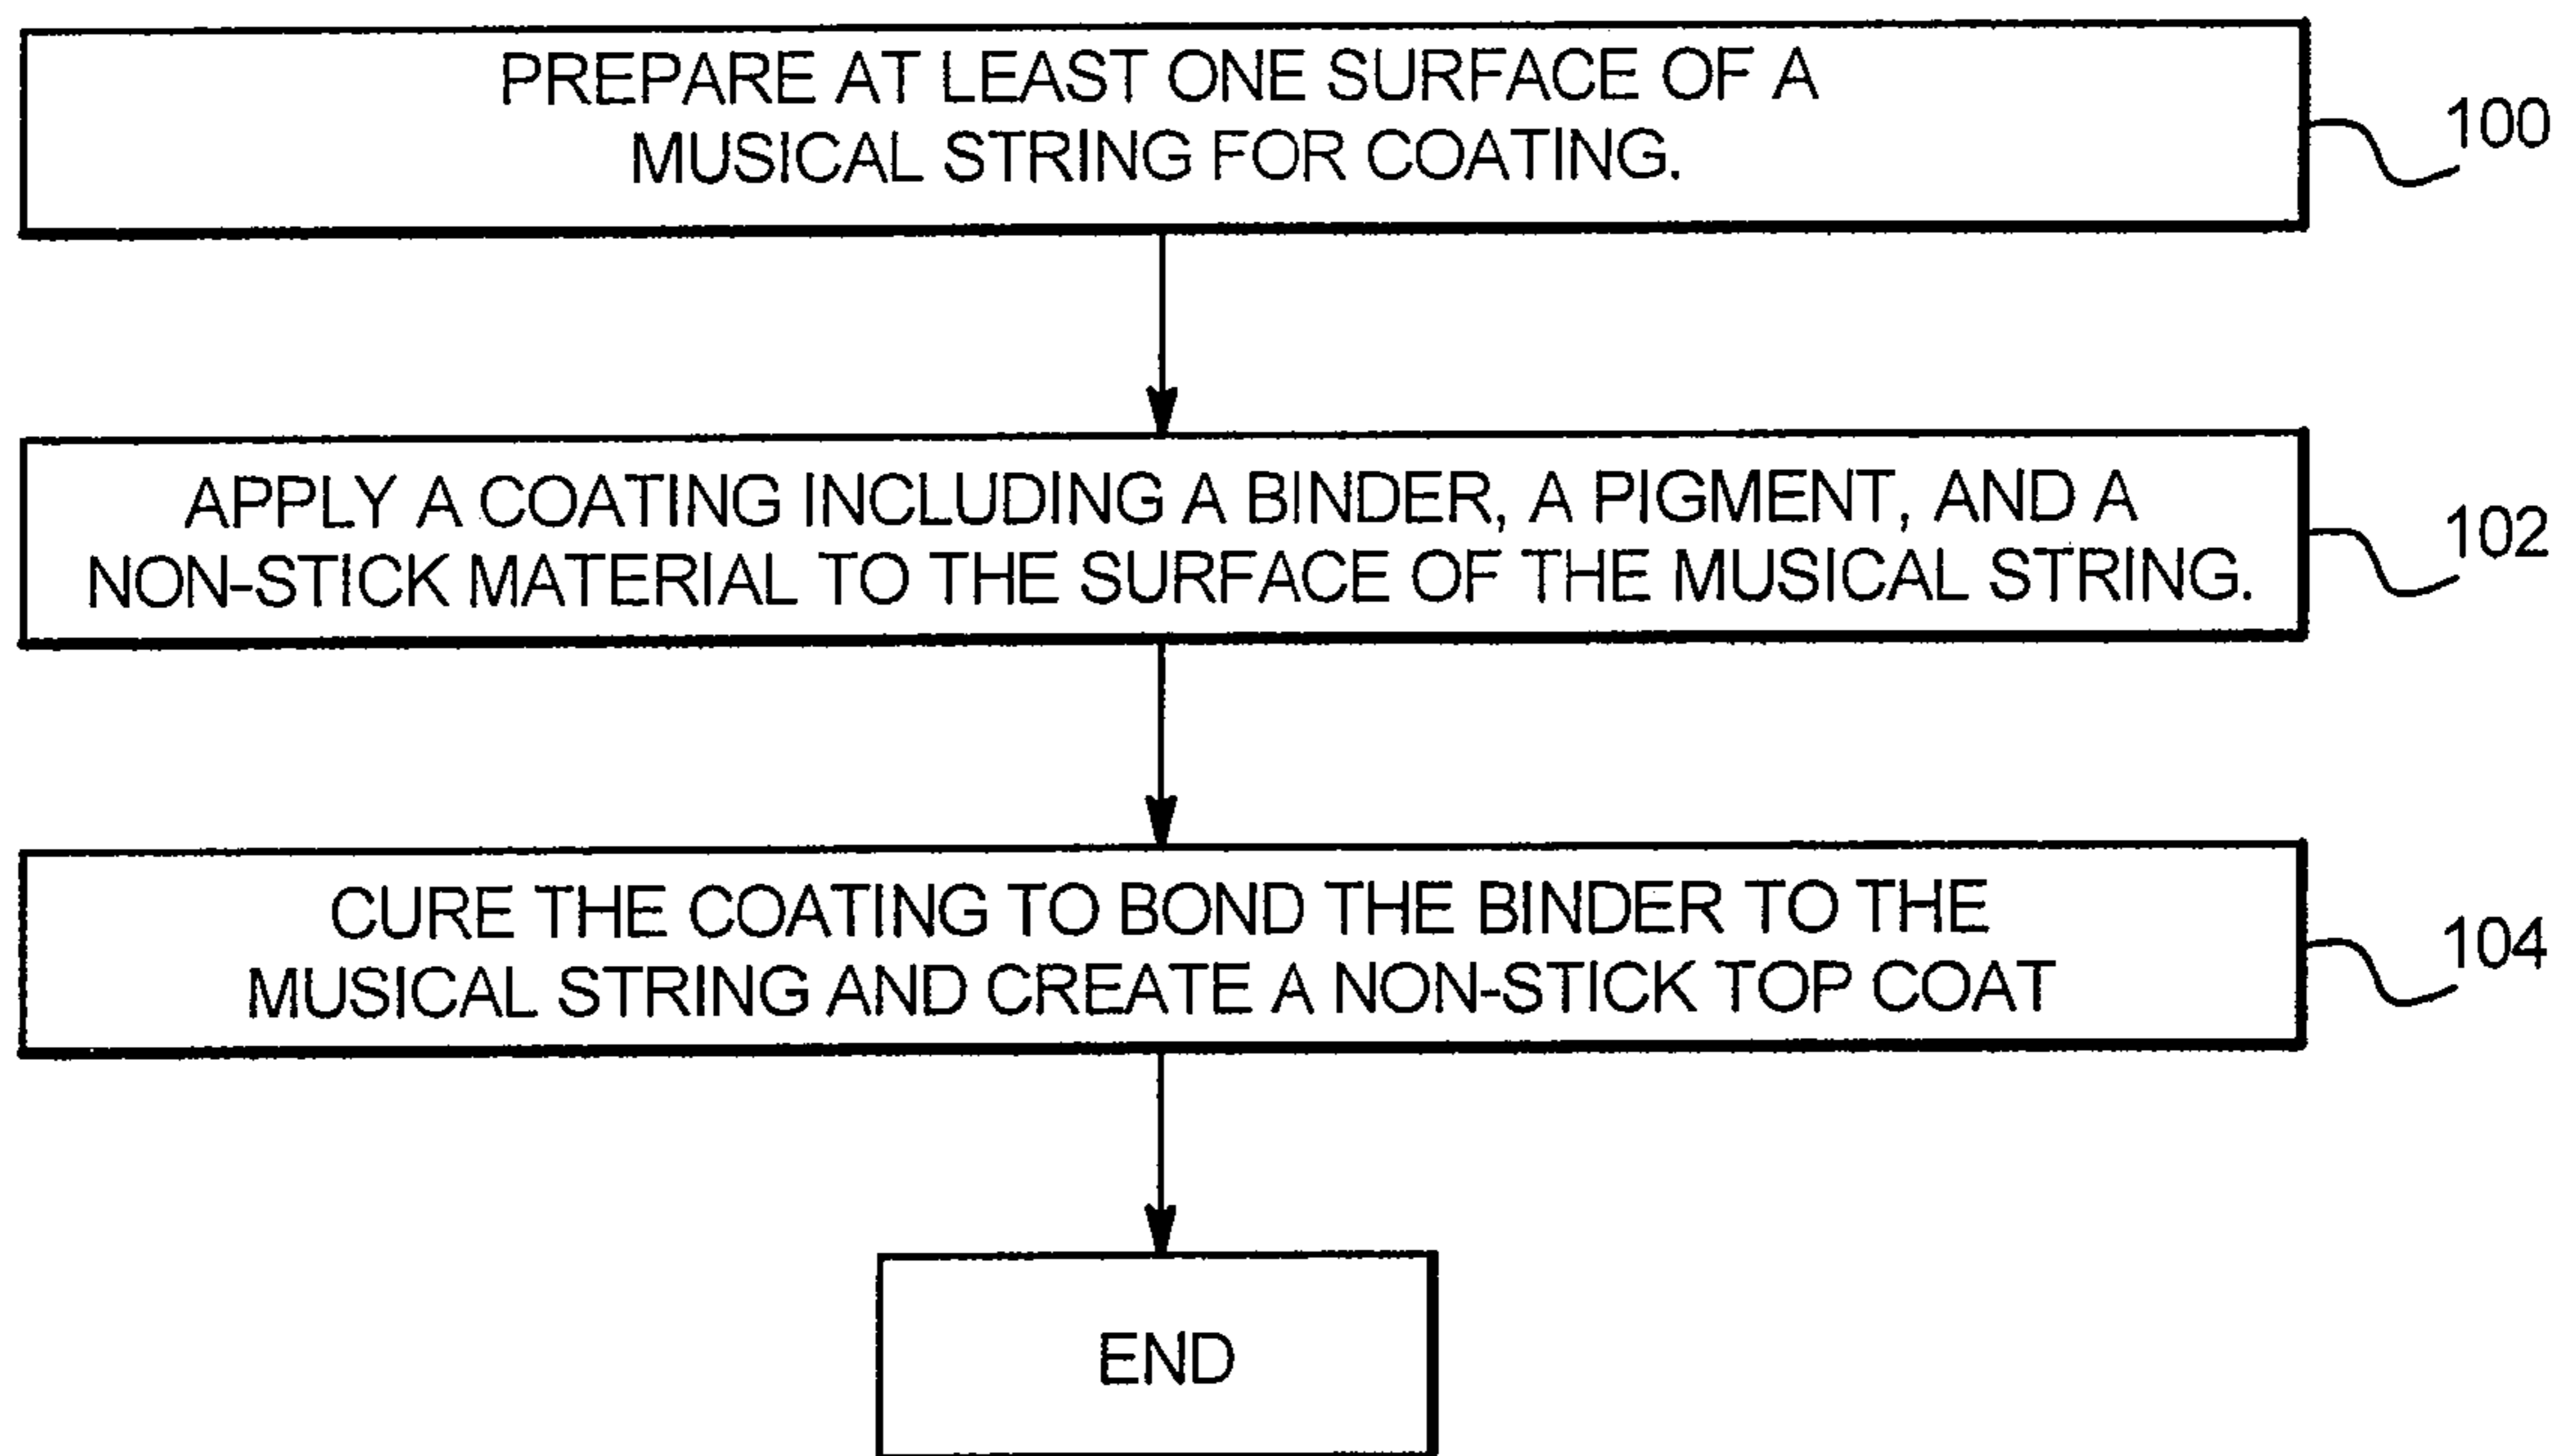 PREPARE AT LEAST ONE SURFACE OF A
MUSICAL STRING FOR COATING.
100
APPLY A COATING INCLUDING A BINDER, A PIGMENT, AND A
NON-STICK MATERIAL TO THE SURFACE OF THE MUSICAL STRING.
102
CURE THE COATING TO BOND THE BINDER TO THE
MUSICAL STRING AND CREATE A NON-STICK TOP COAT
104
END